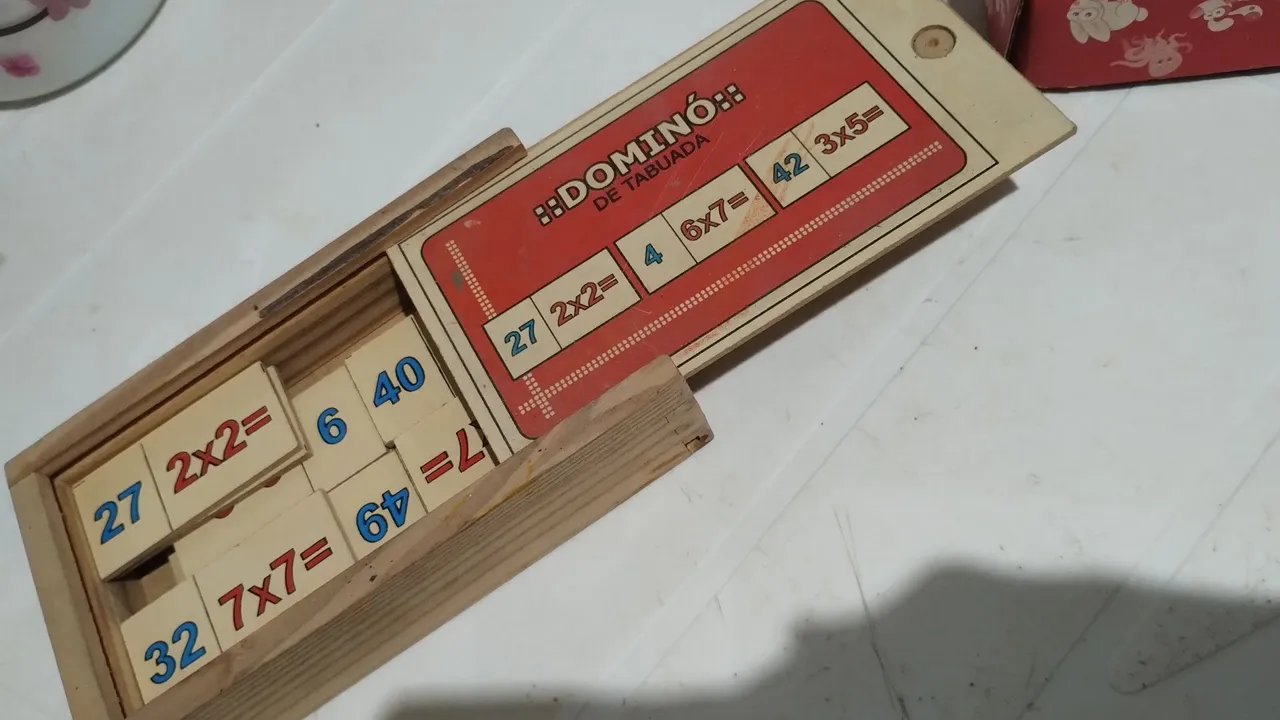 DOMINÓ
DE TABUADA
27 2x2= 4 6x7= 42 3x5=
27 2x2= 6 40
32 7x7= 49 7=